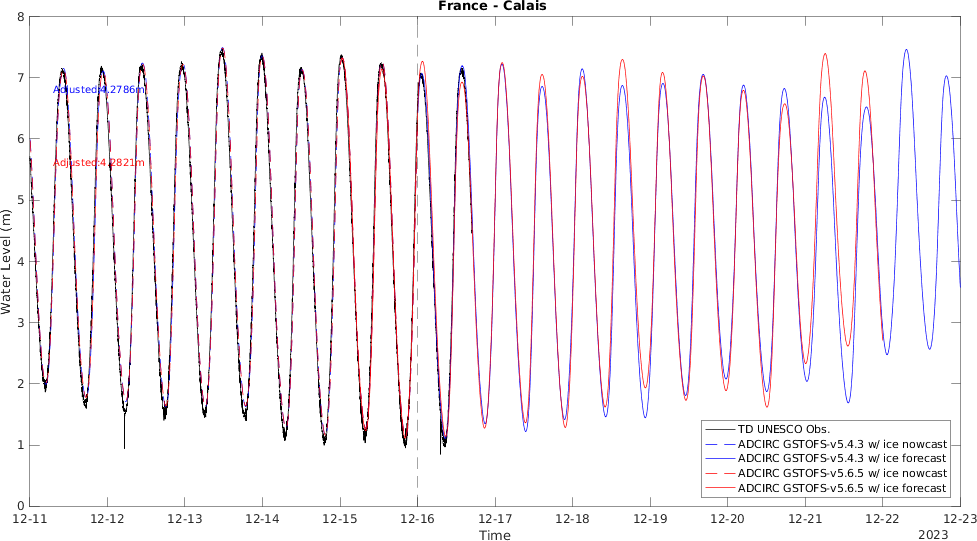 France - Calais
8
7
6
5
4
3
2
1
0
Water Level (m)
Adjusted:4.2786m
Adjusted:4.2821m
TD UNESCO Obs.
ADCIRC GSTOFS-v5.4.3 w/ ice nowcast
ADCIRC GSTOFS-v5.4.3 w/ ice forecast
ADCIRC GSTOFS-v5.6.5 w/ ice nowcast
ADCIRC GSTOFS-v5.6.5 w/ ice forecast
12-11 12-12 12-13 12-14 12-15 12-16 12-17 12-18 12-19 12-20 12-21 12-22 12-23
Time
2023